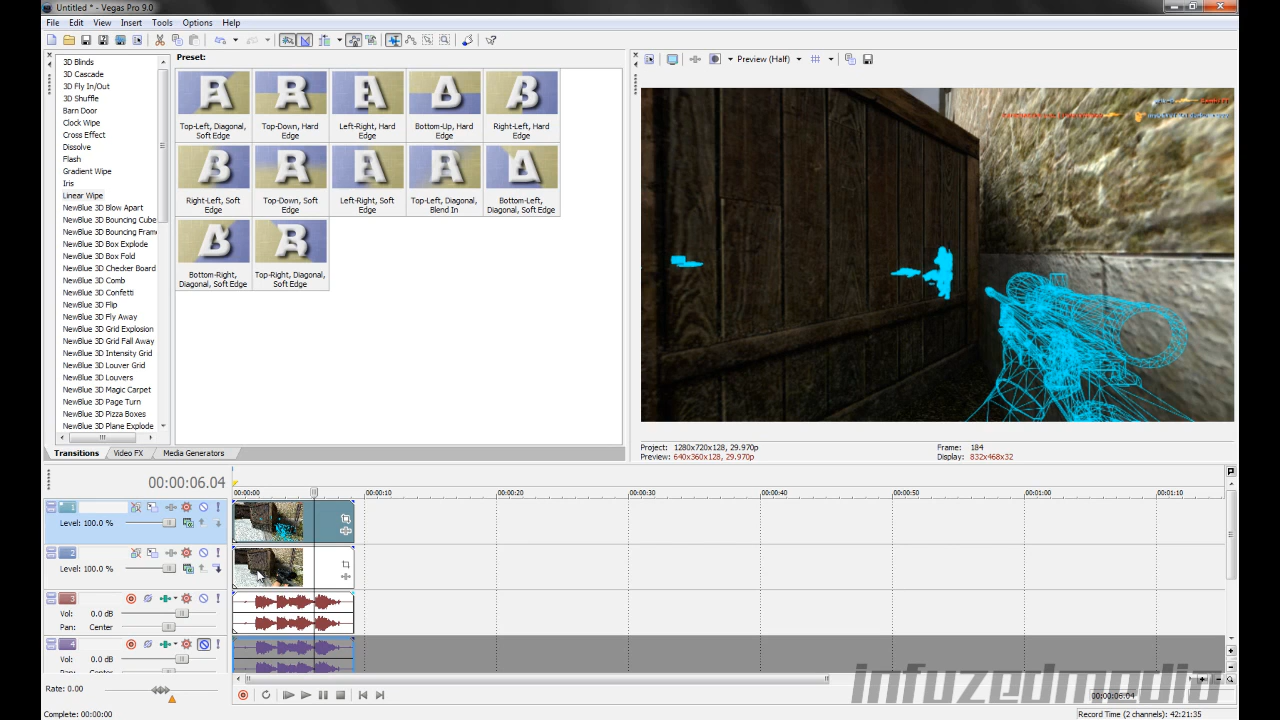 Untitled * - Vegas Pro 9.0
File Edit View Insert Tools Options Help
3D Blinds
3D Cascade
3D Fly In/Out
3D Shuffle
Barn Door
Clock Wipe
Cross Effect
Dissolve
Flash
Gradient Wipe
Iris
Linear Wipe
NewBlue 3D Blow Apart
NewBlue 3D Bouncing Cube
NewBlue 3D Bouncing Fram
NewBlue 3D Box Explode
NewBlue 3D Box Fold
NewBlue 3D Checker Board
NewBlue 3D Comb
NewBlue 3D Confetti
NewBlue 3D Flip
NewBlue 3D Fly Away
NewBlue 3D Grid Explosion
NewBlue 3D Grid Fall Away
NewBlue 3D Intensity Grid
NewBlue 3D Louver Grid
NewBlue 3D Louvers
NewBlue 3D Magic Carpet
NewBlue 3D Page Turn
NewBlue 3D Pizza Boxes
NewBlue 3D Plane Explode
Preset:
Top-Left, Diagonal, Soft Edge
Top-Down, Hard Edge
Left-Right, Hard Edge
Bottom-Up, Hard Edge
Right-Left, Hard Edge
Right-Left, Soft Edge
Top-Down, Soft Edge
Left-Right, Soft Edge
Top-Left, Diagonal, Blend In
Bottom-Left, Diagonal, Soft Edge
Bottom-Right, Diagonal, Soft Edge
Top-Right, Diagonal, Soft Edge
Transitions Video FX Media Generators
Preview (Half)
Project: 1280x720x128, 29.970p
Preview: 640x360x128, 29.970p
Frame: 184
Display: 832x468x32
00:00:06.04
00:00:00 00:00:10 00:00:20 00:00:30 00:00:40 00:00:50 00:01:00 00:01:10
1
Level: 100.0 %
2
Level: 100.0 %
3
Vol: 0.0 dB
Pan: Center
4
Vol: 0.0 dB
Rate: 0.00
infuzedmedia
00:00:06.04
Complete: 00:00:00
Record Time (2 channels): 42:21:35